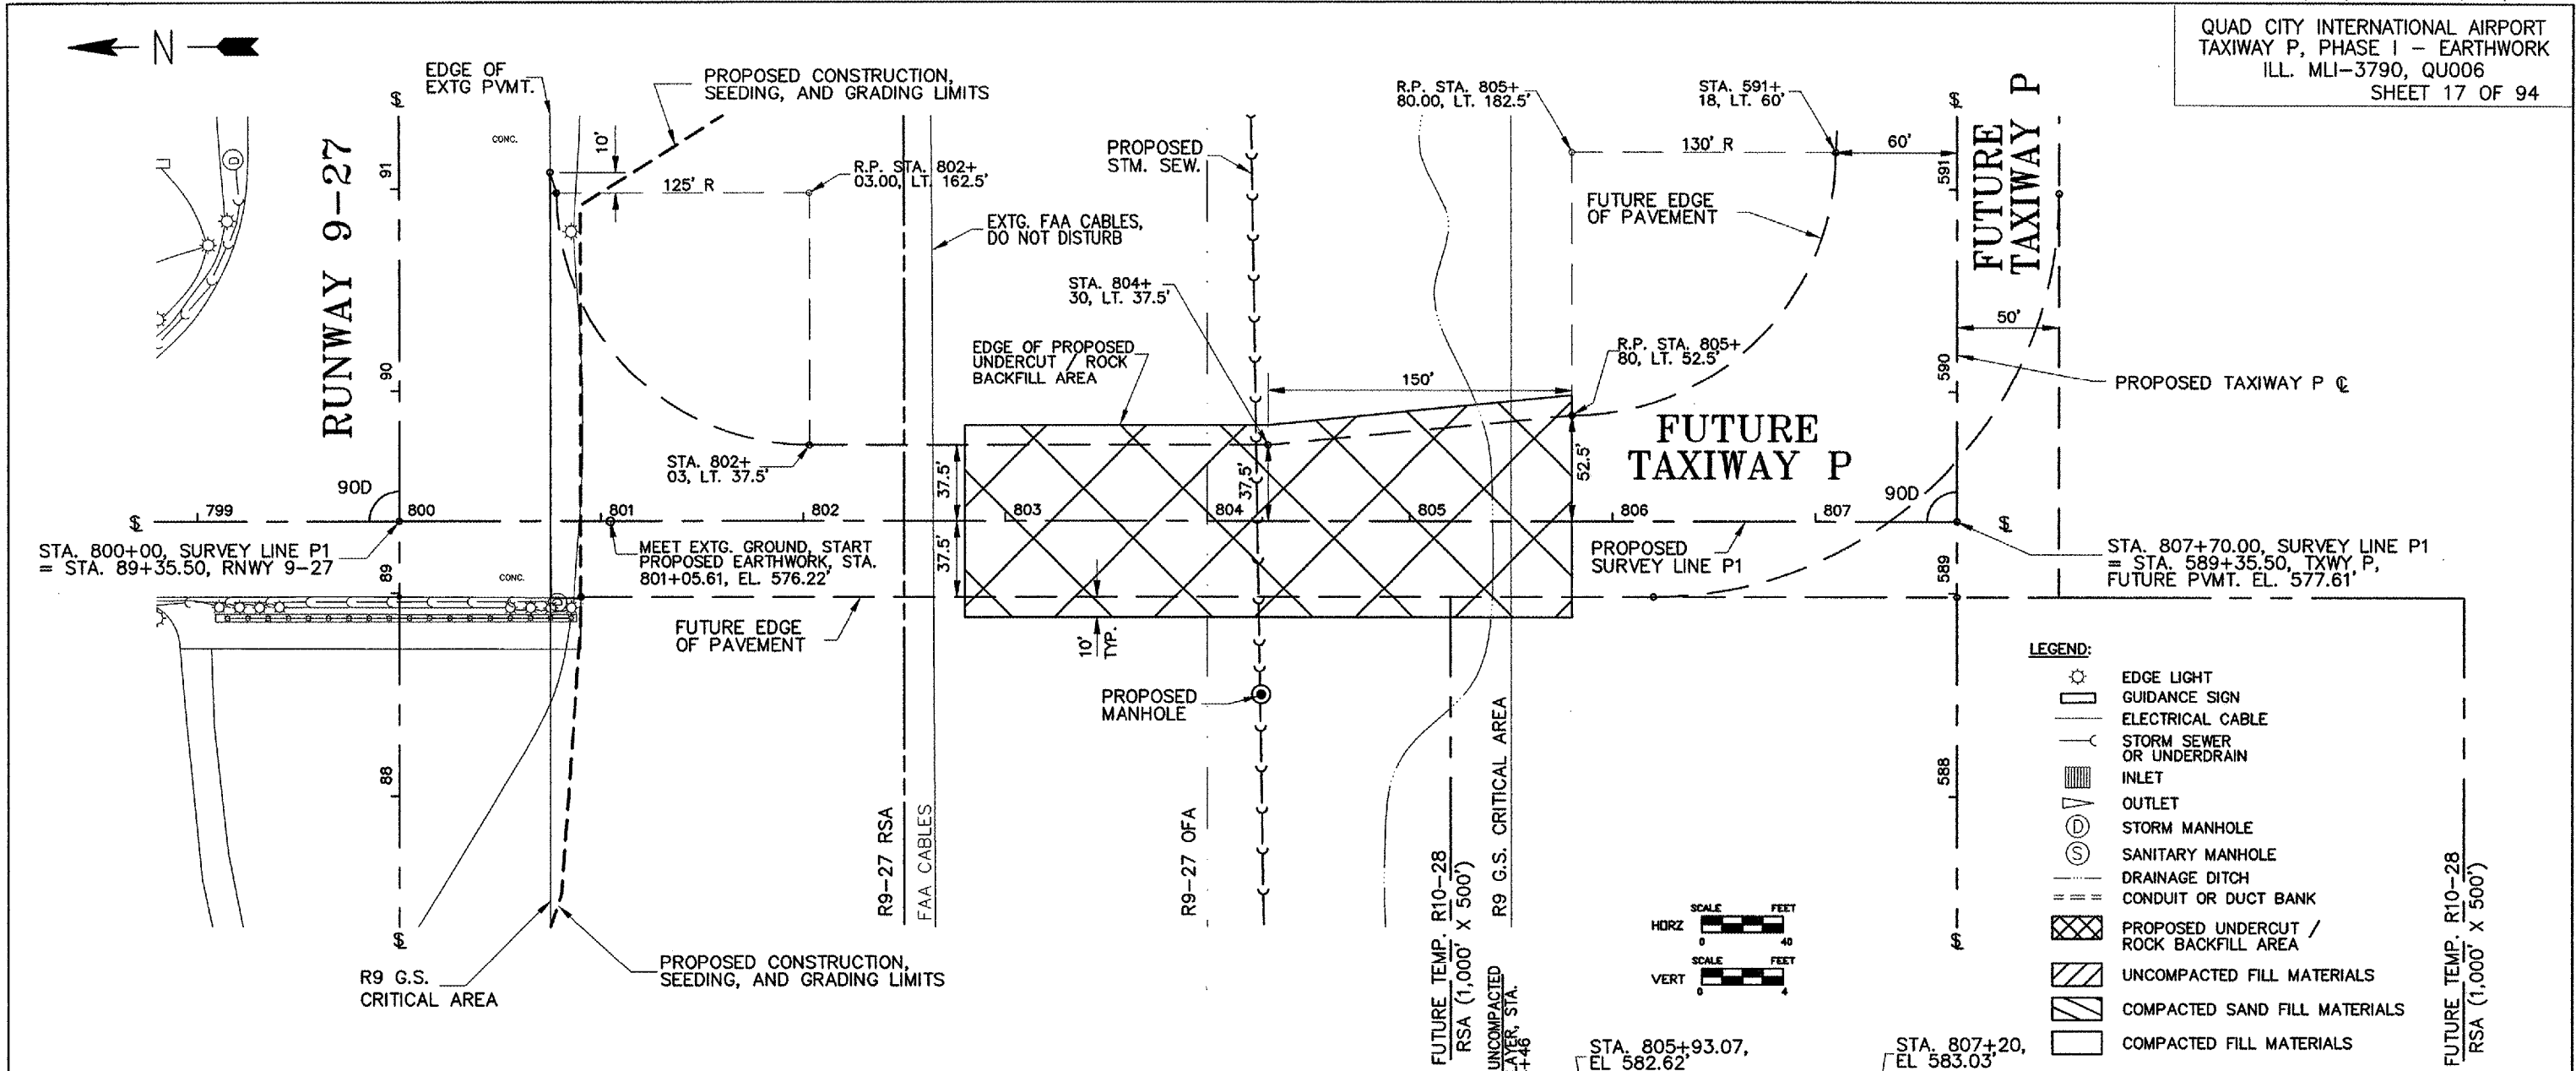 QUAD CITY INTERNATIONAL AIRPORT
TAXIWAY P, PHASE I – EARTHWORK
ILL. MLI–3790, QU006
SHEET 17 OF 94
N
EDGE OF
EXTG PVMT.
PROPOSED CONSTRUCTION,
SEEDING, AND GRADING LIMITS
CONC.
10'
125' R
R.P. STA. 802+
03.00, LT. 162.5'
EXTG. FAA CABLES,
DO NOT DISTURB
PROPOSED
STM. SEW.
R.P. STA. 805+
80.00, LT. 182.5'
STA. 591+
18, LT. 60'
130' R
60'
FUTURE EDGE
OF PAVEMENT
FUTURE
TAXIWAY P
591
RUNWAY 9–27
91
D
STA. 804+
30, LT. 37.5'
EDGE OF PROPOSED
UNDERCUT / ROCK
BACKFILL AREA
150'
R.P. STA. 805+
80, LT. 52.5'
50'
590
PROPOSED TAXIWAY P ℄
90
FUTURE
TAXIWAY P
STA. 802+
03, LT. 37.5'
37.5'
37.5'
52.5'
90D
90D
799
800
801
802
803
804
805
806
807
STA. 800+00, SURVEY LINE P1
= STA. 89+35.50, RNWY 9–27
MEET EXTG. GROUND, START
PROPOSED EARTHWORK, STA.
801+05.61, EL. 576.22'
37.5'
PROPOSED
SURVEY LINE P1
STA. 807+70.00, SURVEY LINE P1
= STA. 589+35.50, TXWY P,
FUTURE PVMT. EL. 577.61'
CONC.
89
589
FUTURE EDGE
OF PAVEMENT
10'
TYP.
PROPOSED
MANHOLE
88
588
R9–27 RSA
FAA CABLES
R9–27 OFA
FUTURE TEMP. R10–28
RSA (1,000' X 500')
R9 G.S. CRITICAL AREA
R9 G.S.
CRITICAL AREA
PROPOSED CONSTRUCTION,
SEEDING, AND GRADING LIMITS
HORZ
SCALE FEET
0 40
VERT
SCALE FEET
0 4
LEGEND:
EDGE LIGHT
GUIDANCE SIGN
ELECTRICAL CABLE
STORM SEWER
OR UNDERDRAIN
INLET
OUTLET
D STORM MANHOLE
S SANITARY MANHOLE
DRAINAGE DITCH
CONDUIT OR DUCT BANK
PROPOSED UNDERCUT /
ROCK BACKFILL AREA
UNCOMPACTED FILL MATERIALS
COMPACTED SAND FILL MATERIALS
COMPACTED FILL MATERIALS
FUTURE TEMP. R10–28
RSA (1,000' X 500')
UNCOMPACTED
LAYER, STA.
+46
STA. 805+93.07,
EL 582.62'
STA. 807+20,
EL 583.03'